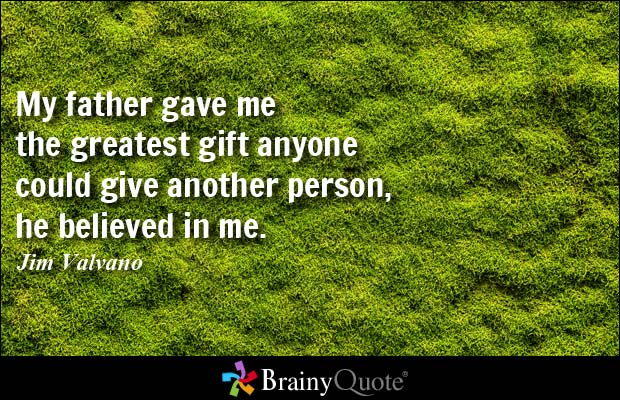 My father gave me
the greatest gift anyone
could give another person,
he believed in me.
Jim Valvano
BrainyQuote®